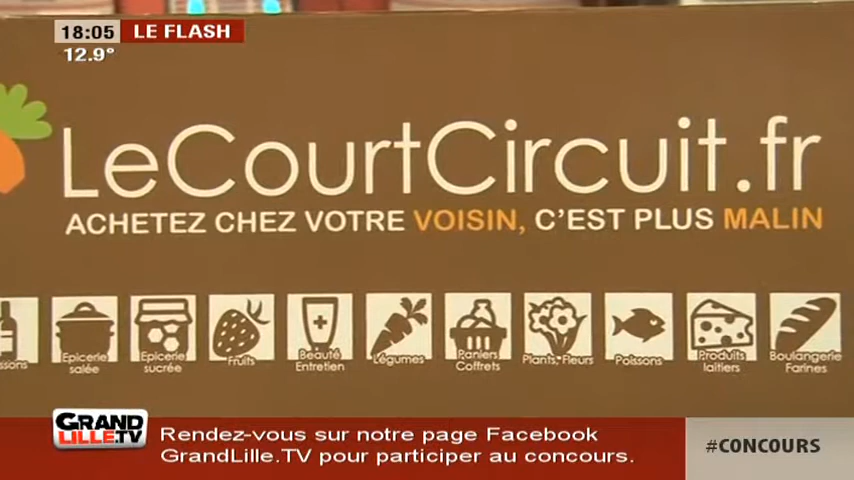 18:05 LE FLASH
12.9°
LeCourtCircuit.fr
ACHETEZ CHEZ VOTRE VOISIN, C'EST PLUS MALIN
Epicerie salée
Epicerie sucrée
Fruits
Beauté Entretien
Légumes
Paniers Coffrets
Plants, Fleurs
Poissons
Produits laitiers
Boulangerie Farines
GRAND LILLE.TV
Rendez-vous sur notre page Facebook
GrandLille.TV pour participer au concours.
#CONCOURS